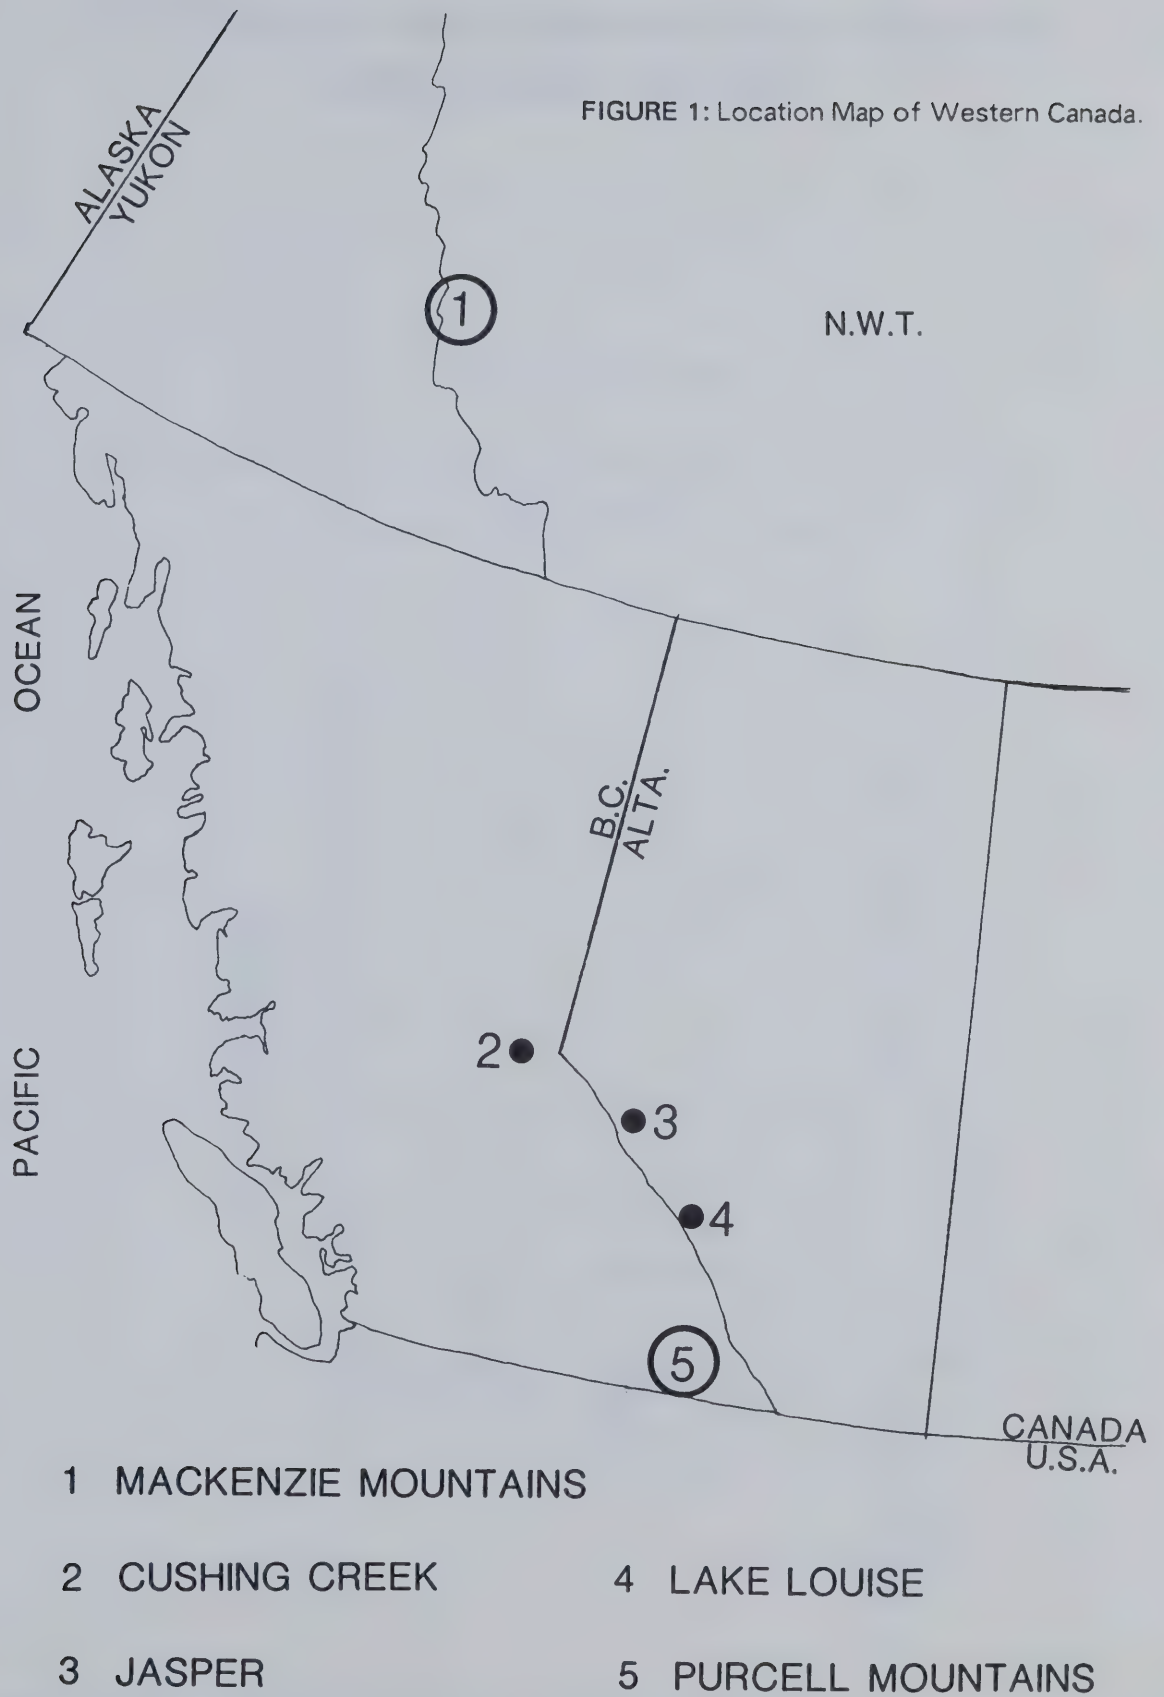 FIGURE 1: Location Map of Western Canada.
ALASKA
YUKON
1
N.W.T.
OCEAN
B.C.
ALTA.
2
PACIFIC
3
4
5
CANADA
U.S.A.
1 MACKENZIE MOUNTAINS
2 CUSHING CREEK
4 LAKE LOUISE
3 JASPER
5 PURCELL MOUNTAINS